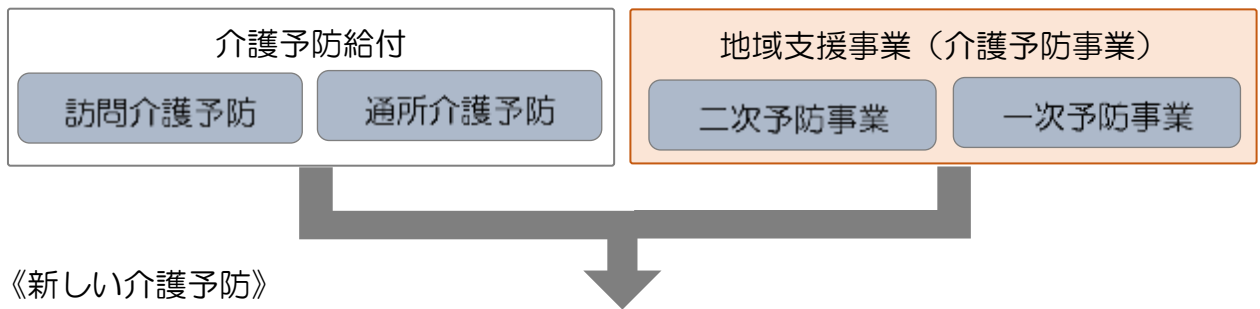 介護予防給付
地域支援事業（介護予防事業）
訪問介護予防
通所介護予防
二次予防事業
一次予防事業
《新しい介護予防》